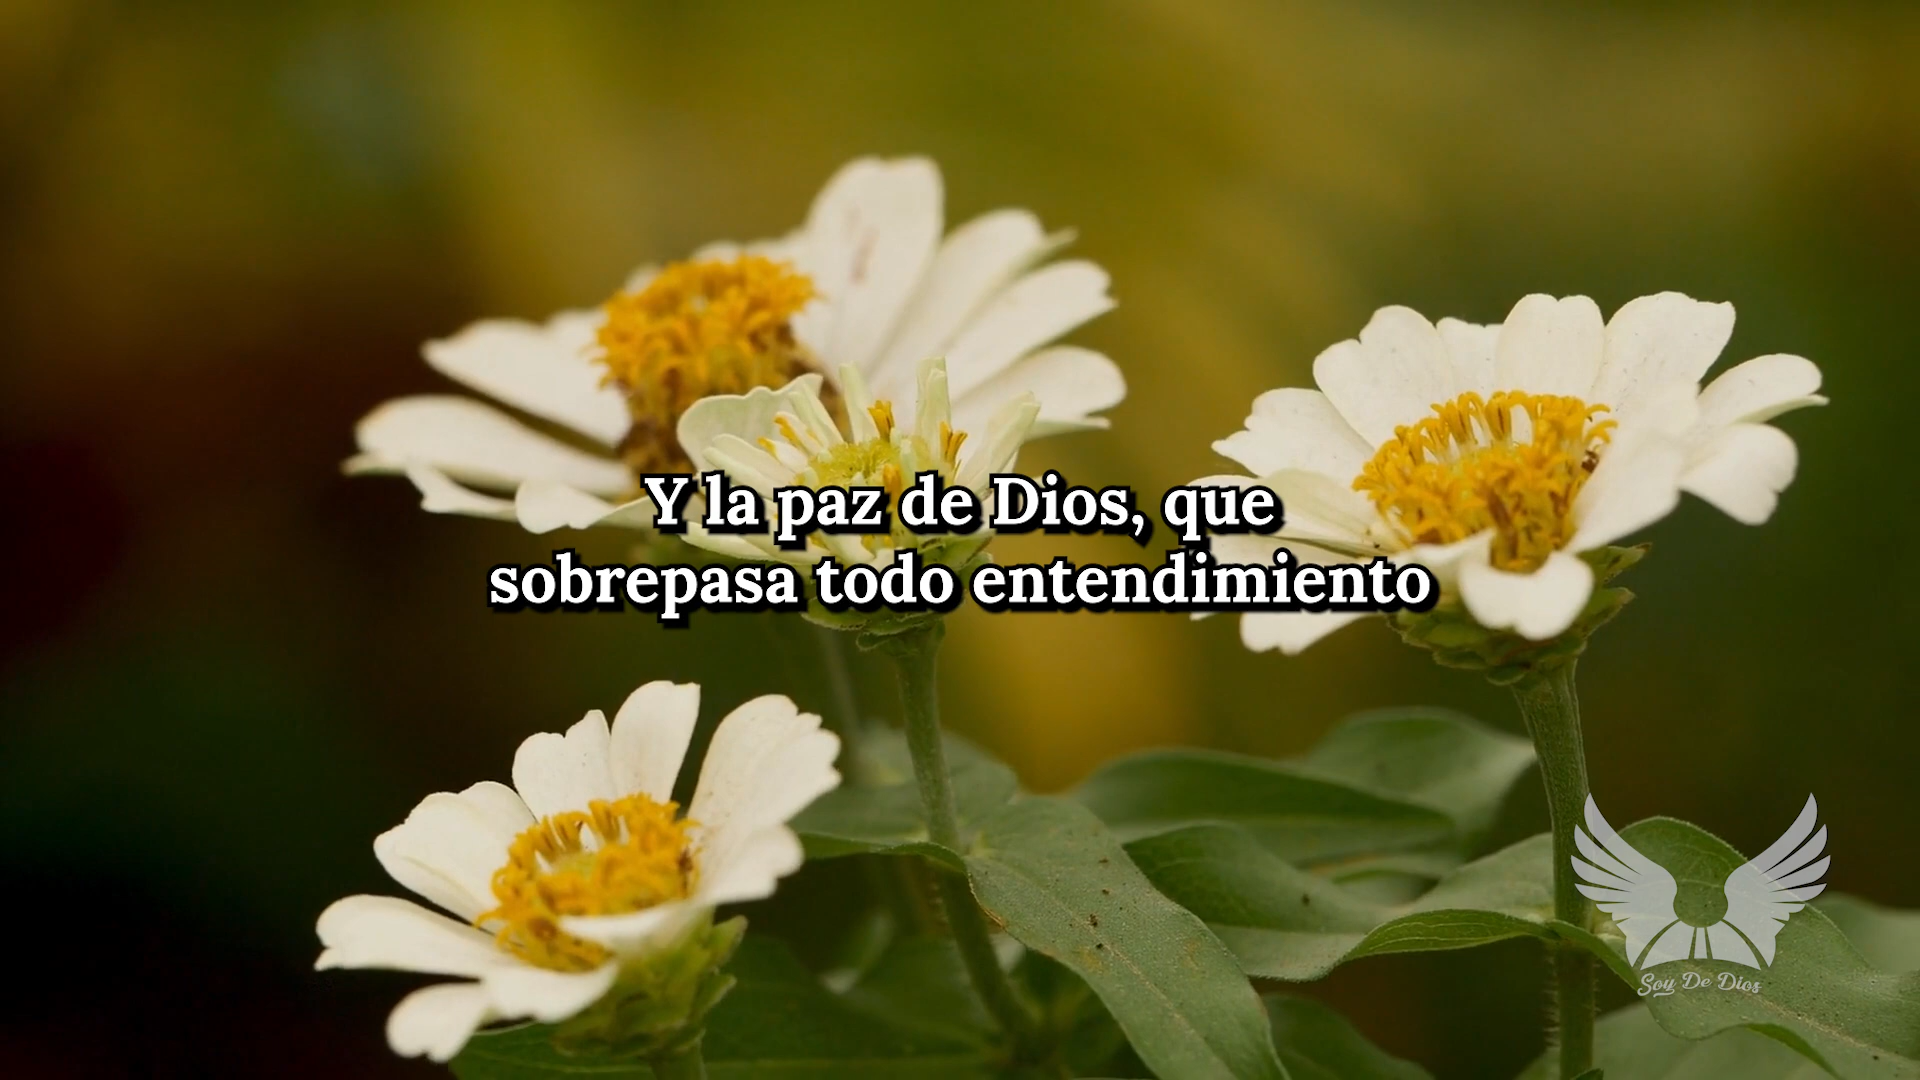 Y la paz de Dios, que
sobrepasa todo entendimiento
Soy De Dios